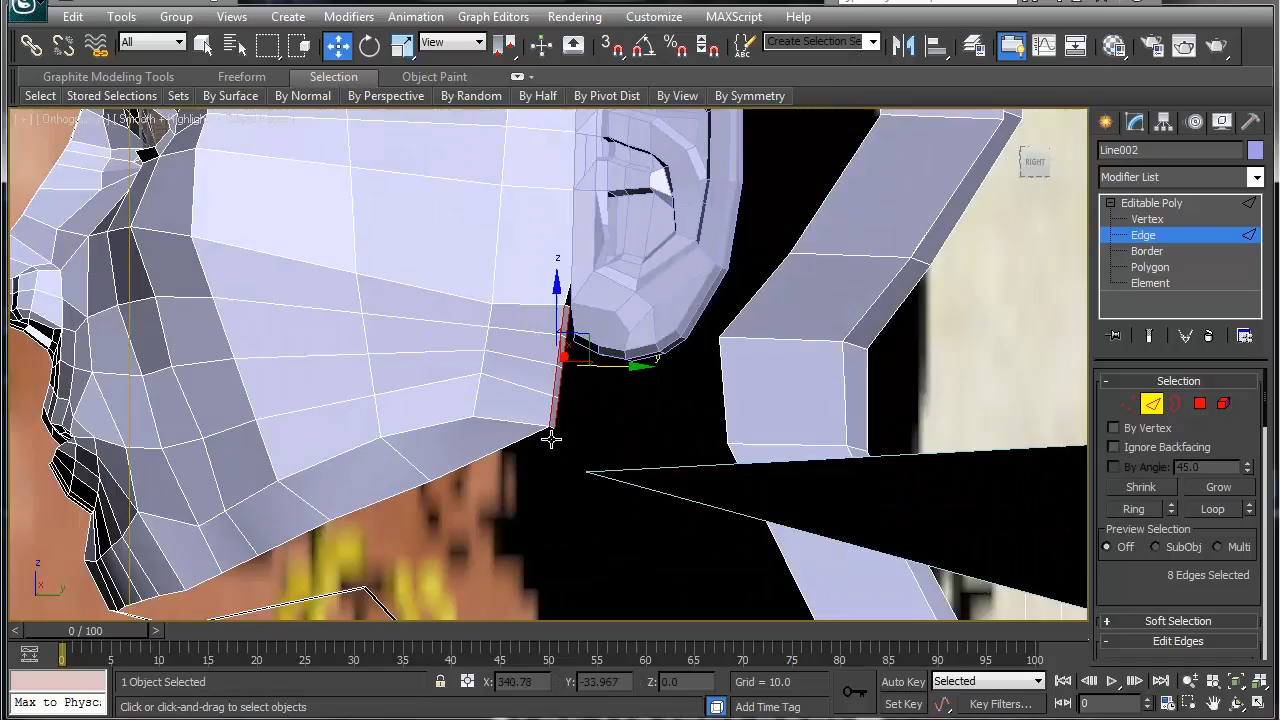 Edit Tools Group Views Create Modifiers Animation Graph Editors Rendering Customize MAXScript Help
All View 3 ABC Create Selection Se
Graphite Modeling Tools Freeform Selection Object Paint
Select Stored Selections Sets By Surface By Normal By Perspective By Random By Half By Pivot Dist By View By Symmetry
RIGHT
Line002
Modifier List
Editable Poly
Vertex
Edge
Border
Polygon
Element
z
y
x
z
x
y
- Selection
By Vertex
Ignore Backfacing
By Angle: 45.0
Shrink Grow
Ring Loop
Preview Selection
Off SubObj Multi
8 Edges Selected
+ Soft Selection
- Edit Edges
< 0 / 100 >
0 5 10 15 20 25 30 35 40 45 50 55 60 65 70 75 80 85 90 95 100
1 Object Selected X: 340.78 Y: -33.967 Z: 0.0 Grid = 10.0 Auto Key Selected
Max to Physca Click or click-and-drag to select objects Add Time Tag Set Key Key Filters... 0